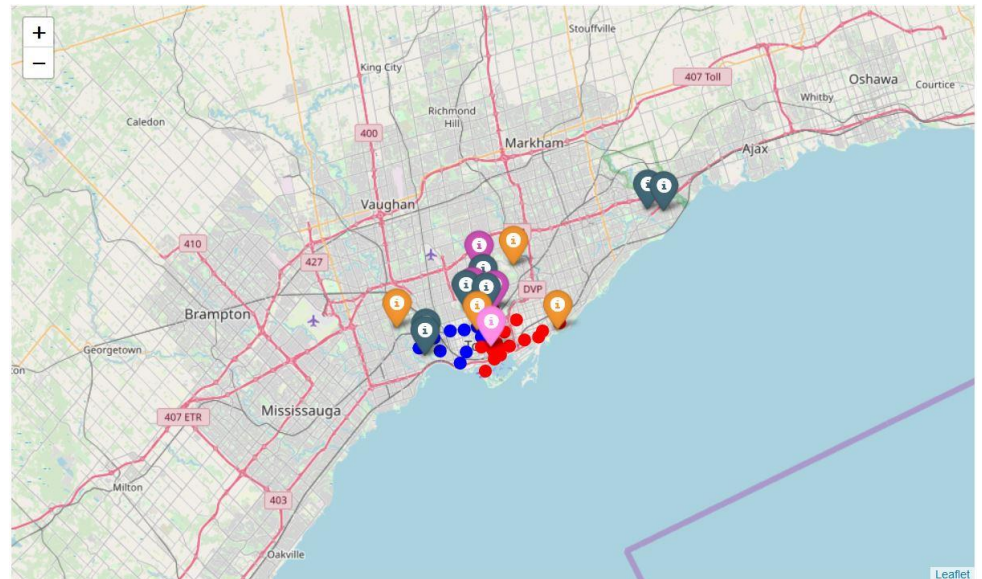 +
−
Stouffville
King City
407 Toll
Oshawa
Courtice
Whitby
Caledon
Richmond
Hill
400
Markham
Ajax
Vaughan
410
427
DVP
Brampton
Georgetown
407 ETR
Mississauga
Milton
403
Oakville
Leaflet